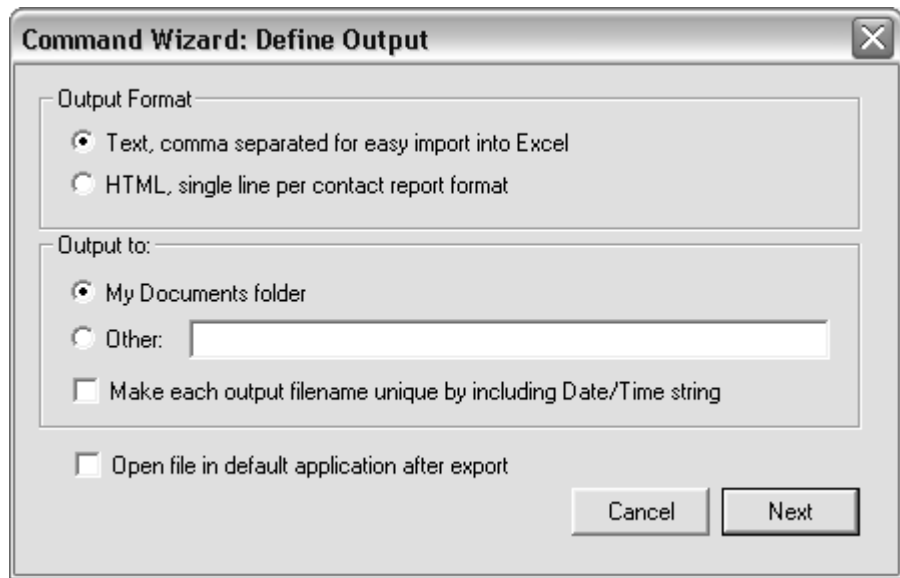 Command Wizard: Define Output
Output Format
Text, comma separated for easy import into Excel
HTML, single line per contact report format
Output to:
My Documents folder
Other:
Make each output filename unique by including Date/Time string
Open file in default application after export
Cancel Next